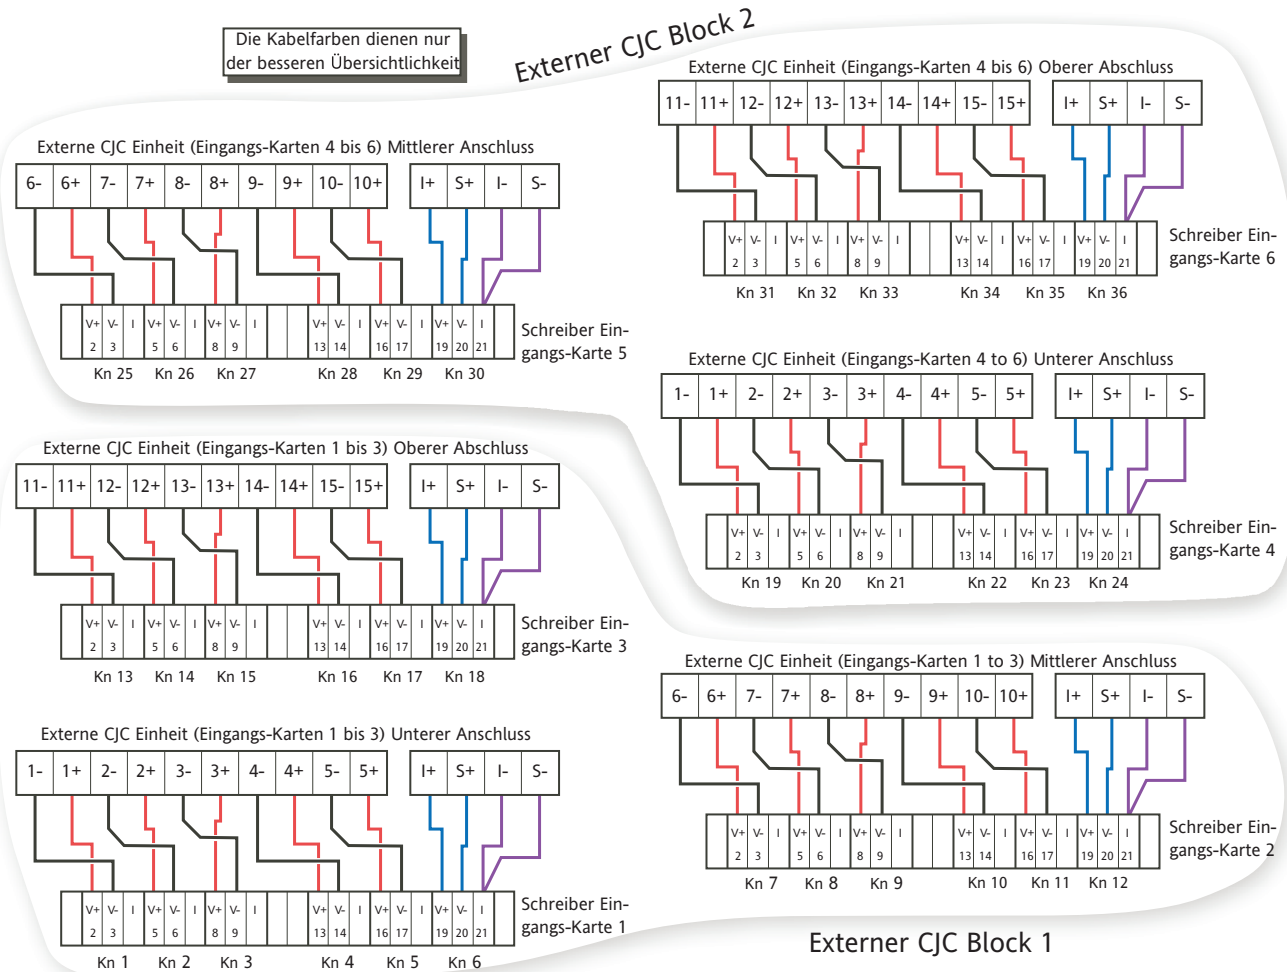 Die Kabelfarben dienen nur
der besseren Übersichtlichkeit
Externer CJC Block 2
Externe CJC Einheit (Eingangs-Karten 4 bis 6) Mittlerer Anschluss
6- 6+ 7- 7+ 8- 8+ 9- 9+ 10- 10+ I+ S+ I- S-
V+ V- I V+ V- I V+ V- I V+ V- I V+ V- I V+ V- I
2 3 5 6 8 9 13 14 16 17 19 20 21
Schreiber Ein-
gangs-Karte 5
Kn 25 Kn 26 Kn 27 Kn 28 Kn 29 Kn 30
Externe CJC Einheit (Eingangs-Karten 1 bis 3) Oberer Abschluss
11- 11+ 12- 12+ 13- 13+ 14- 14+ 15- 15+ I+ S+ I- S-
V+ V- I V+ V- I V+ V- I V+ V- I V+ V- I V+ V- I
2 3 5 6 8 9 13 14 16 17 19 20 21
Schreiber Ein-
gangs-Karte 3
Kn 13 Kn 14 Kn 15 Kn 16 Kn 17 Kn 18
Externe CJC Einheit (Eingangs-Karten 1 bis 3) Unterer Abschluss
1- 1+ 2- 2+ 3- 3+ 4- 4+ 5- 5+ I+ S+ I- S-
V+ V- I V+ V- I V+ V- I V+ V- I V+ V- I V+ V- I
2 3 5 6 8 9 13 14 16 17 19 20 21
Schreiber Ein-
gangs-Karte 1
Kn 1 Kn 2 Kn 3 Kn 4 Kn 5 Kn 6
Externe CJC Einheit (Eingangs-Karten 4 bis 6) Oberer Abschluss
11- 11+ 12- 12+ 13- 13+ 14- 14+ 15- 15+ I+ S+ I- S-
V+ V- I V+ V- I V+ V- I V+ V- I V+ V- I V+ V- I
2 3 5 6 8 9 13 14 16 17 19 20 21
Schreiber Ein-
gangs-Karte 6
Kn 31 Kn 32 Kn 33 Kn 34 Kn 35 Kn 36
Externe CJC Einheit (Eingangs-Karten 4 to 6) Unterer Anschluss
1- 1+ 2- 2+ 3- 3+ 4- 4+ 5- 5+ I+ S+ I- S-
V+ V- I V+ V- I V+ V- I V+ V- I V+ V- I V+ V- I
2 3 5 6 8 9 13 14 16 17 19 20 21
Schreiber Ein-
gangs-Karte 4
Kn 19 Kn 20 Kn 21 Kn 22 Kn 23 Kn 24
Externe CJC Einheit (Eingangs-Karten 1 to 3) Mittlerer Anschluss
6- 6+ 7- 7+ 8- 8+ 9- 9+ 10- 10+ I+ S+ I- S-
V+ V- I V+ V- I V+ V- I V+ V- I V+ V- I V+ V- I
2 3 5 6 8 9 13 14 16 17 19 20 21
Schreiber Ein-
gangs-Karte 2
Kn 7 Kn 8 Kn 9 Kn 10 Kn 11 Kn 12
Externer CJC Block 1